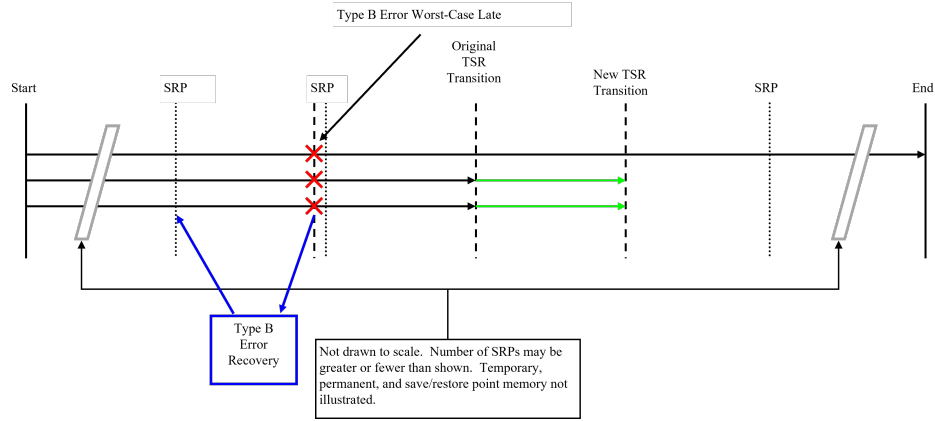 Type B Error Worst-Case Late
Original
TSR
Transition
New TSR
Transition
Start
SRP
SRP
SRP
End
Type B
Error
Recovery
Not drawn to scale.  Number of SRPs may be
greater or fewer than shown.  Temporary,
permanent, and save/restore point memory not
illustrated.